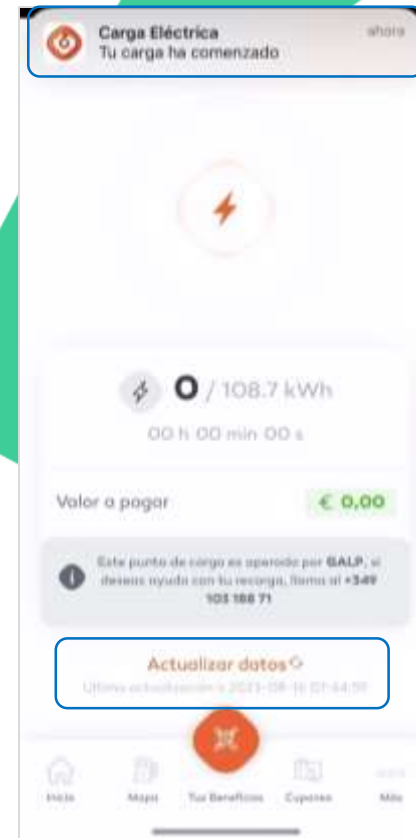 Carga Eléctrica
ahora
Tu carga ha comenzado
0 / 108.7 kWh
00 h 00 min 00 s
Valor a pagar
€ 0,00
Este punto de carga es operado por GALP, si
deseas ayuda con tu recarga, llama al +349
103 188 71
Actualizar datos
Última actualización
Inicio
Mapa
Tus Beneficios
Cupones
Más